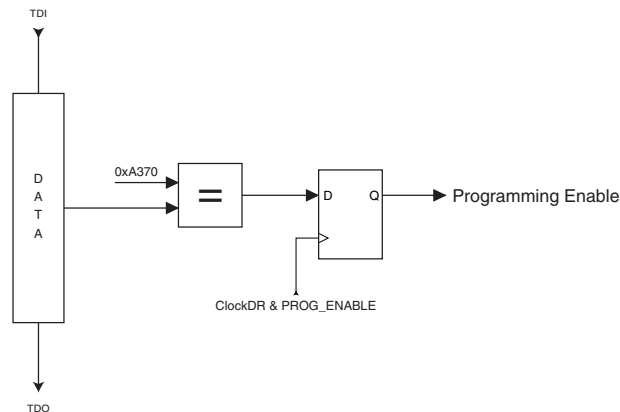 TDI
D
A
T
A
0xA370
=
D
Q
Programming Enable
ClockDR & PROG_ENABLE
TDO